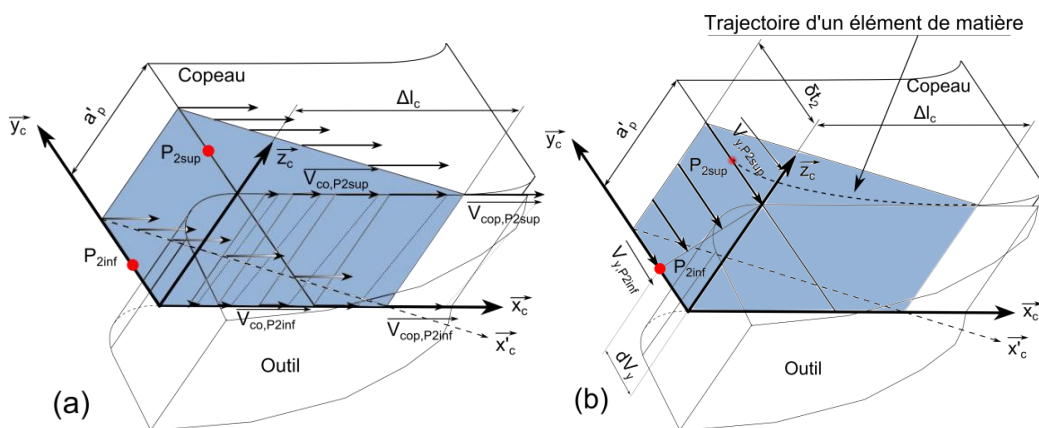 Copeau
a'p
yc
P2sup
zc
Δlc
Vco,P2sup
Vcop,P2sup
P2inf
Vco,P2inf
Vcop,P2inf
xc
x'c
Outil
(a)
Trajectoire d'un élément de matière
Copeau
a'p
δt2
Δlc
yc
Vy,P2sup
P2sup
zc
P2inf
Vy,P2inf
xc
x'c
dVy
Outil
(b)